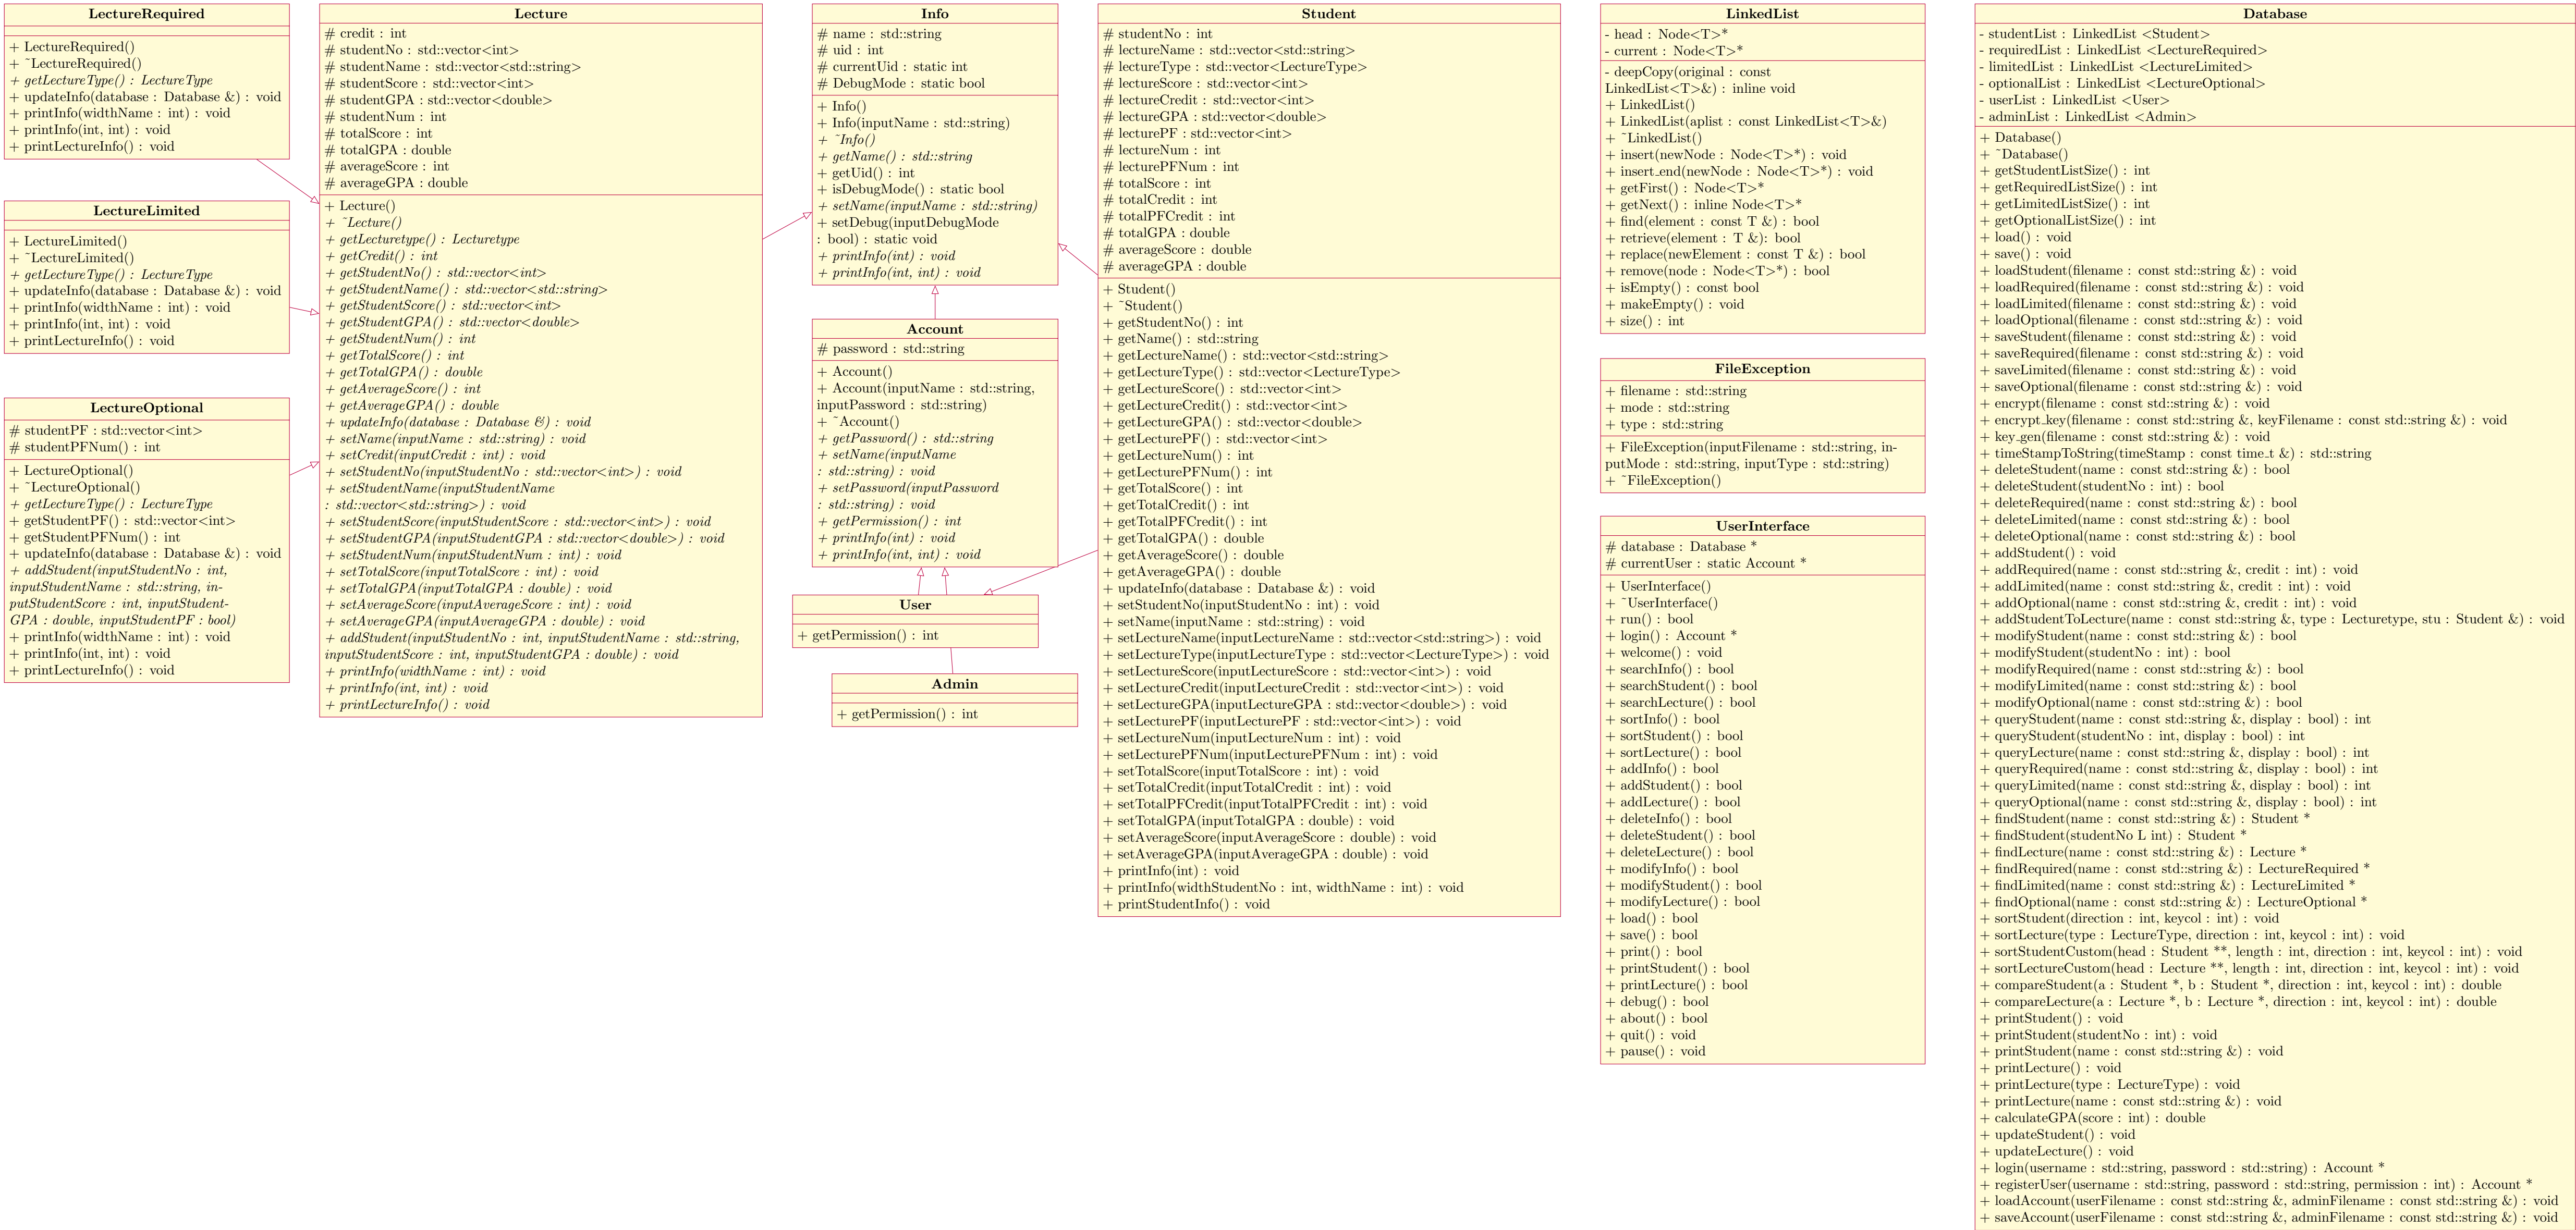 LectureRequired
+ LectureRequired()
+ ~LectureRequired()
+ getLectureType() : LectureType
+ updateInfo(database : Database &) : void
+ printInfo(widthName : int) : void
+ printInfo(int, int) : void
+ printLectureInfo() : void
LectureLimited
+ LectureLimited()
+ ~LectureLimited()
+ getLectureType() : LectureType
+ updateInfo(database : Database &) : void
+ printInfo(widthName : int) : void
+ printInfo(int, int) : void
+ printLectureInfo() : void
LectureOptional
# studentPF : std::vector<int>
# studentPFNum() : int
+ LectureOptional()
+ ~LectureOptional()
+ getLectureType() : LectureType
+ getStudentPF() : std::vector<int>
+ getStudentPFNum() : int
+ updateInfo(database : Database &) : void
+ addStudent(inputStudentNo : int,
inputStudentName : std::string, in-
putStudentScore : int, inputStudent-
GPA : double, inputStudentPF : bool)
+ printInfo(widthName : int) : void
+ printInfo(int, int) : void
+ printLectureInfo() : void
Lecture
# credit : int
# studentNo : std::vector<int>
# studentName : std::vector<std::string>
# studentScore : std::vector<int>
# studentGPA : std::vector<double>
# studentNum : int
# totalScore : int
# totalGPA : double
# averageScore : int
# averageGPA : double
+ Lecture()
+ ~Lecture()
+ getLecturetype() : Lecturetype
+ getCredit() : int
+ getStudentNo() : std::vector<int>
+ getStudentName() : std::vector<std::string>
+ getStudentScore() : std::vector<int>
+ getStudentGPA() : std::vector<double>
+ getStudentNum() : int
+ getTotalScore() : int
+ getTotalGPA() : double
+ getAverageScore() : int
+ getAverageGPA() : double
+ updateInfo(database : Database &) : void
+ setName(inputName : std::string) : void
+ setCredit(inputCredit : int) : void
+ setStudentNo(inputStudentNo : std::vector<int>) : void
+ setStudentName(inputStudentName
: std::vector<std::string>) : void
+ setStudentScore(inputStudentScore : std::vector<int>) : void
+ setStudentGPA(inputStudentGPA : std::vector<double>) : void
+ setStudentNum(inputStudentNum : int) : void
+ setTotalScore(inputTotalScore : int) : void
+ setTotalGPA(inputTotalGPA : double) : void
+ setAverageScore(inputAverageScore : int) : void
+ setAverageGPA(inputAverageGPA : double) : void
+ addStudent(inputStudentNo : int, inputStudentName : std::string,
inputStudentScore : int, inputStudentGPA : double) : void
+ printInfo(widthName : int) : void
+ printInfo(int, int) : void
+ printLectureInfo() : void
Info
# name : std::string
# uid : int
# currentUid : static int
# DebugMode : static bool
+ Info()
+ Info(inputName : std::string)
+ ~Info()
+ getName() : std::string
+ getUid() : int
+ isDebugMode() : static bool
+ setName(inputName : std::string)
+ setDebug(inputDebugMode
: bool) : static void
+ printInfo(int) : void
+ printInfo(int, int) : void
Account
# password : std::string
+ Account()
+ Account(inputName : std::string,
inputPassword : std::string)
+ ~Account()
+ getPassword() : std::string
+ setName(inputName
: std::string) : void
+ setPassword(inputPassword
: std::string) : void
+ getPermission() : int
+ printInfo(int) : void
+ printInfo(int, int) : void
User
+ getPermission() : int
Admin
+ getPermission() : int
Student
# studentNo : int
# lectureName : std::vector<std::string>
# lectureType : std::vector<LectureType>
# lectureScore : std::vector<int>
# lectureCredit : std::vector<int>
# lectureGPA : std::vector<double>
# lecturePF : std::vector<int>
# lectureNum : int
# lecturePFNum : int
# totalScore : int
# totalCredit : int
# totalPFCredit : int
# totalGPA : double
# averageScore : double
# averageGPA : double
+ Student()
+ ~Student()
+ getStudentNo() : int
+ getName() : std::string
+ getLectureName() : std::vector<std::string>
+ getLectureType() : std::vector<LectureType>
+ getLectureScore() : std::vector<int>
+ getLectureCredit() : std::vector<int>
+ getLectureGPA() : std::vector<double>
+ getLecturePF() : std::vector<int>
+ getLectureNum() : int
+ getLecturePFNum() : int
+ getTotalScore() : int
+ getTotalCredit() : int
+ getTotalPFCredit() : int
+ getTotalGPA() : double
+ getAverageScore() : double
+ getAverageGPA() : double
+ updateInfo(database : Database &) : void
+ setStudentNo(inputStudentNo : int) : void
+ setName(inputName : std::string) : void
+ setLectureName(inputLectureName : std::vector<std::string>) : void
+ setLectureType(inputLectureType : std::vector<LectureType>) : void
+ setLectureScore(inputLectureScore : std::vector<int>) : void
+ setLectureCredit(inputLectureCredit : std::vector<int>) : void
+ setLectureGPA(inputLectureGPA : std::vector<double>) : void
+ setLecturePF(inputLecturePF : std::vector<int>) : void
+ setLectureNum(inputLectureNum : int) : void
+ setLecturePFNum(inputLecturePFNum : int) : void
+ setTotalScore(inputTotalScore : int) : void
+ setTotalCredit(inputTotalCredit : int) : void
+ setTotalPFCredit(inputTotalPFCredit : int) : void
+ setTotalGPA(inputTotalGPA : double) : void
+ setAverageScore(inputAverageScore : double) : void
+ setAverageGPA(inputAverageGPA : double) : void
+ printInfo(int) : void
+ printInfo(widthStudentNo : int, widthName : int) : void
+ printStudentInfo() : void
LinkedList
- head : Node<T>*
- current : Node<T>*
- deepCopy(original : const
LinkedList<T>&) : inline void
+ LinkedList()
+ LinkedList(aplist : const LinkedList<T>&)
+ ~LinkedList()
+ insert(newNode : Node<T>*) : void
+ insert_end(newNode : Node<T>*) : void
+ getFirst() : Node<T>*
+ getNext() : inline Node<T>*
+ find(element : const T &) : bool
+ retrieve(element : T &): bool
+ replace(newElement : const T &) : bool
+ remove(node : Node<T>*) : bool
+ isEmpty() : const bool
+ makeEmpty() : void
+ size() : int
FileException
+ filename : std::string
+ mode : std::string
+ type : std::string
+ FileException(inputFilename : std::string, in-
putMode : std::string, inputType : std::string)
+ ~FileException()
UserInterface
# database : Database *
# currentUser : static Account *
+ UserInterface()
+ ~UserInterface()
+ run() : bool
+ login() : Account *
+ welcome() : void
+ searchInfo() : bool
+ searchStudent() : bool
+ searchLecture() : bool
+ sortInfo() : bool
+ sortStudent() : bool
+ sortLecture() : bool
+ addInfo() : bool
+ addStudent() : bool
+ addLecture() : bool
+ deleteInfo() : bool
+ deleteStudent() : bool
+ deleteLecture() : bool
+ modifyInfo() : bool
+ modifyStudent() : bool
+ modifyLecture() : bool
+ load() : bool
+ save() : bool
+ print() : bool
+ printStudent() : bool
+ printLecture() : bool
+ debug() : bool
+ about() : bool
+ quit() : void
+ pause() : void
Database
- studentList : LinkedList <Student>
- requiredList : LinkedList <LectureRequired>
- limitedList : LinkedList <LectureLimited>
- optionalList : LinkedList <LectureOptional>
- userList : LinkedList <User>
- adminList : LinkedList <Admin>
+ Database()
+ ~Database()
+ getStudentListSize() : int
+ getRequiredListSize() : int
+ getLimitedListSize() : int
+ getOptionalListSize() : int
+ load() : void
+ save() : void
+ loadStudent(filename : const std::string &) : void
+ loadRequired(filename : const std::string &) : void
+ loadLimited(filename : const std::string &) : void
+ loadOptional(filename : const std::string &) : void
+ saveStudent(filename : const std::string &) : void
+ saveRequired(filename : const std::string &) : void
+ saveLimited(filename : const std::string &) : void
+ saveOptional(filename : const std::string &) : void
+ encrypt(filename : const std::string &) : void
+ encrypt_key(filename : const std::string &, keyFilename : const std::string &) : void
+ key_gen(filename : const std::string &) : void
+ timeStampToString(timeStamp : const time_t &) : std::string
+ deleteStudent(name : const std::string &) : bool
+ deleteStudent(studentNo : int) : bool
+ deleteRequired(name : const std::string &) : bool
+ deleteLimited(name : const std::string &) : bool
+ deleteOptional(name : const std::string &) : bool
+ addStudent() : void
+ addRequired(name : const std::string &, credit : int) : void
+ addLimited(name : const std::string &, credit : int) : void
+ addOptional(name : const std::string &, credit : int) : void
+ addStudentToLecture(name : const std::string &, type : Lecturetype, stu : Student &) : void
+ modifyStudent(name : const std::string &) : bool
+ modifyStudent(studentNo : int) : bool
+ modifyRequired(name : const std::string &) : bool
+ modifyLimited(name : const std::string &) : bool
+ modifyOptional(name : const std::string &) : bool
+ queryStudent(name : const std::string &, display : bool) : int
+ queryStudent(studentNo : int, display : bool) : int
+ queryLecture(name : const std::string &, display : bool) : int
+ queryRequired(name : const std::string &, display : bool) : int
+ queryLimited(name : const std::string &, display : bool) : int
+ queryOptional(name : const std::string &, display : bool) : int
+ findStudent(name : const std::string &) : Student *
+ findStudent(studentNo L int) : Student *
+ findLecture(name : const std::string &) : Lecture *
+ findRequired(name : const std::string &) : LectureRequired *
+ findLimited(name : const std::string &) : LectureLimited *
+ findOptional(name : const std::string &) : LectureOptional *
+ sortStudent(direction : int, keycol : int) : void
+ sortLecture(type : LectureType, direction : int, keycol : int) : void
+ sortStudentCustom(head : Student **, length : int, direction : int, keycol : int) : void
+ sortLectureCustom(head : Lecture **, length : int, direction : int, keycol : int) : void
+ compareStudent(a : Student *, b : Student *, direction : int, keycol : int) : double
+ compareLecture(a : Lecture *, b : Lecture *, direction : int, keycol : int) : double
+ printStudent() : void
+ printStudent(studentNo : int) : void
+ printStudent(name : const std::string &) : void
+ printLecture() : void
+ printLecture(type : LectureType) : void
+ printLecture(name : const std::string &) : void
+ calculateGPA(score : int) : double
+ updateStudent() : void
+ updateLecture() : void
+ login(username : std::string, password : std::string) : Account *
+ registerUser(username : std::string, password : std::string, permission : int) : Account *
+ loadAccount(userFilename : const std::string &, adminFilename : const std::string &) : void
+ saveAccount(userFilename : const std::string &, adminFilename : const std::string &) : void